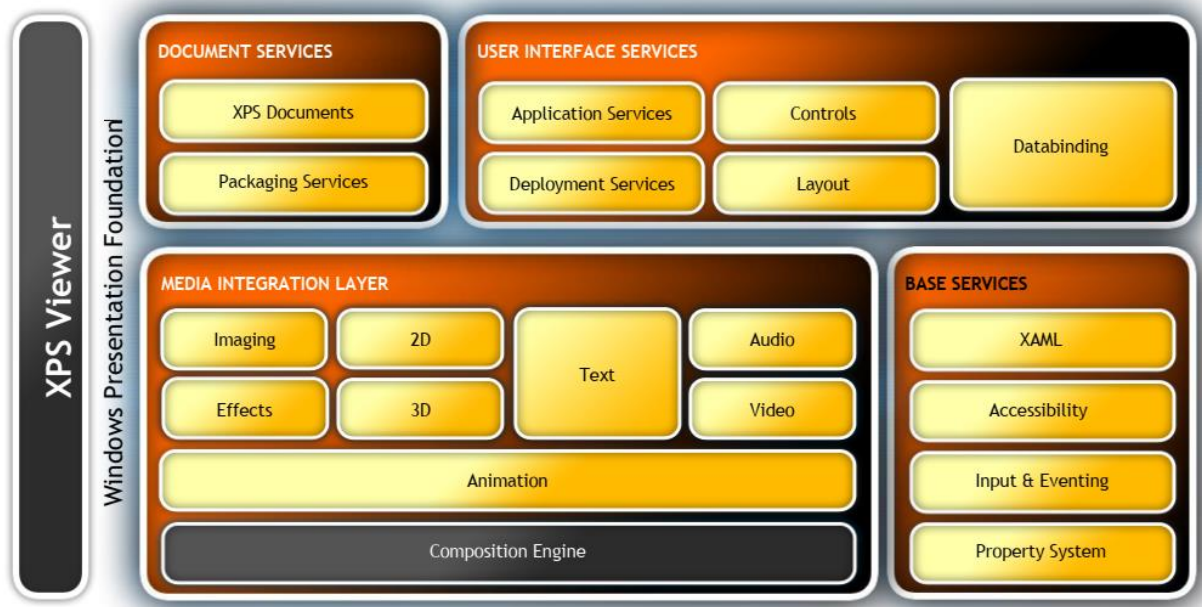 XPS Viewer
Windows Presentation Foundation
DOCUMENT SERVICES
XPS Documents
Packaging Services
USER INTERFACE SERVICES
Application Services
Controls
Databinding
Deployment Services
Layout
MEDIA INTEGRATION LAYER
Imaging
2D
Text
Audio
Effects
3D
Video
Animation
Composition Engine
BASE SERVICES
XAML
Accessibility
Input & Eventing
Property System